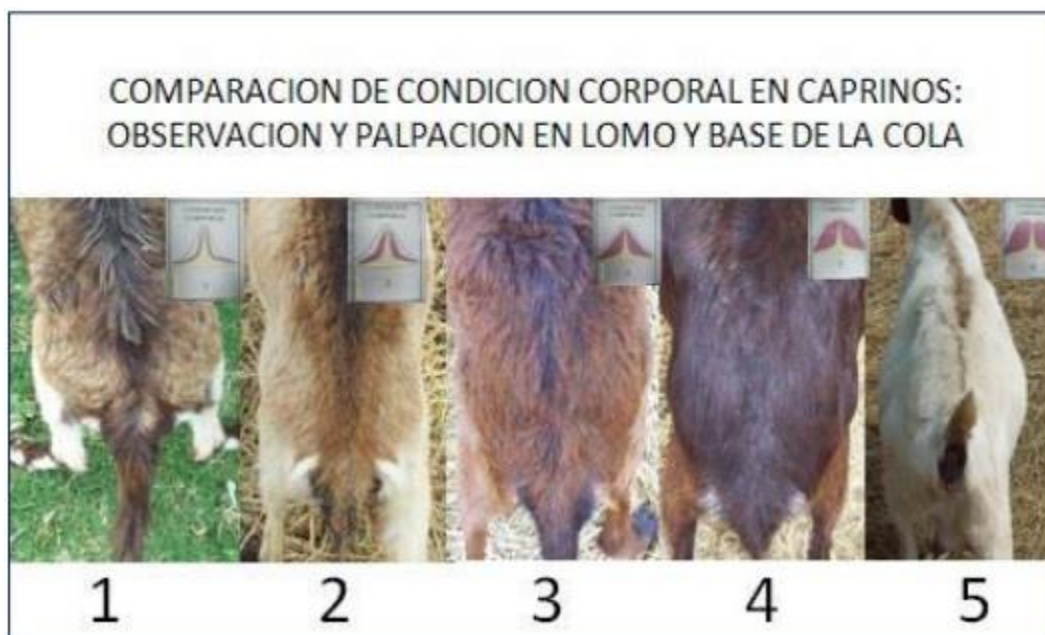 COMPARACION DE CONDICION CORPORAL EN CAPRINOS:
OBSERVACION Y PALPACION EN LOMO Y BASE DE LA COLA
1 2 3 4 5